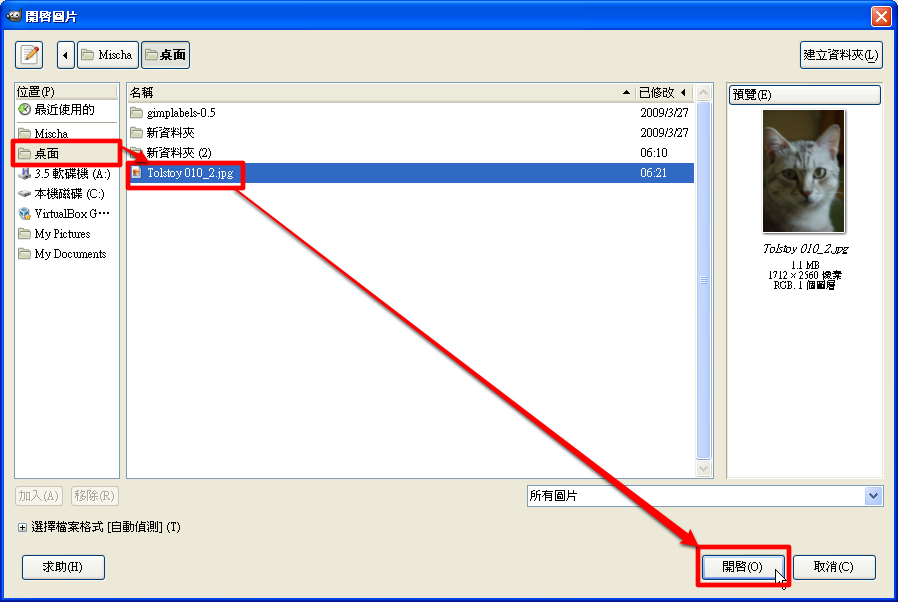 開啓圖片
Mischa
桌面
建立資料夾(L)
位置(P)
最近使用的
Mischa
桌面
3.5 軟碟機 (A:)
本機磁碟 (C:)
VirtualBox G…
My Pictures
My Documents
名稱 已修改
gimplabels-0.5 2009/3/27
新資料夾 2009/3/27
新資料夾 (2) 06:10
Tolstoy 010_2.jpg 06:21
預覽(E)
Tolstoy 010_2.jpg
1.1 MB
1712 × 2560 像素
RGB, 1 個圖層
加入(A) 移除(R)
所有圖片
選擇檔案格式 [自動偵測] (T)
求助(H)
開啓(O)
取消(C)